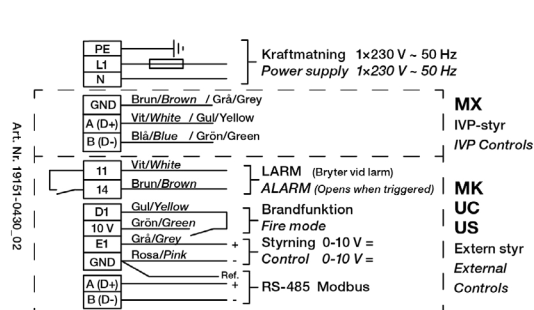 PE
L1
N
Kraftmatning 1×230 V ~ 50 Hz
Power supply 1×230 V ~ 50 Hz
GND Brun/Brown / Grå/Grey
A (D+) Vit/White / Gul/Yellow
B (D-) Blå/Blue / Grön/Green
MX
IVP-styr
IVP Controls
11 Vit/White
14 Brun/Brown
LARM (Bryter vid larm)
ALARM (Opens when triggered)
D1 Gul/Yellow
10 V Grön/Green
Brandfunktion
Fire mode
E1 Grå/Grey +
GND Rosa/Pink -
Styrning 0-10 V =
Control 0-10 V =
Ref.
A (D+) +
B (D-) -
RS-485 Modbus
MK
UC
US
Extern styr
External
Controls
Art. Nr. 19151-0430_02